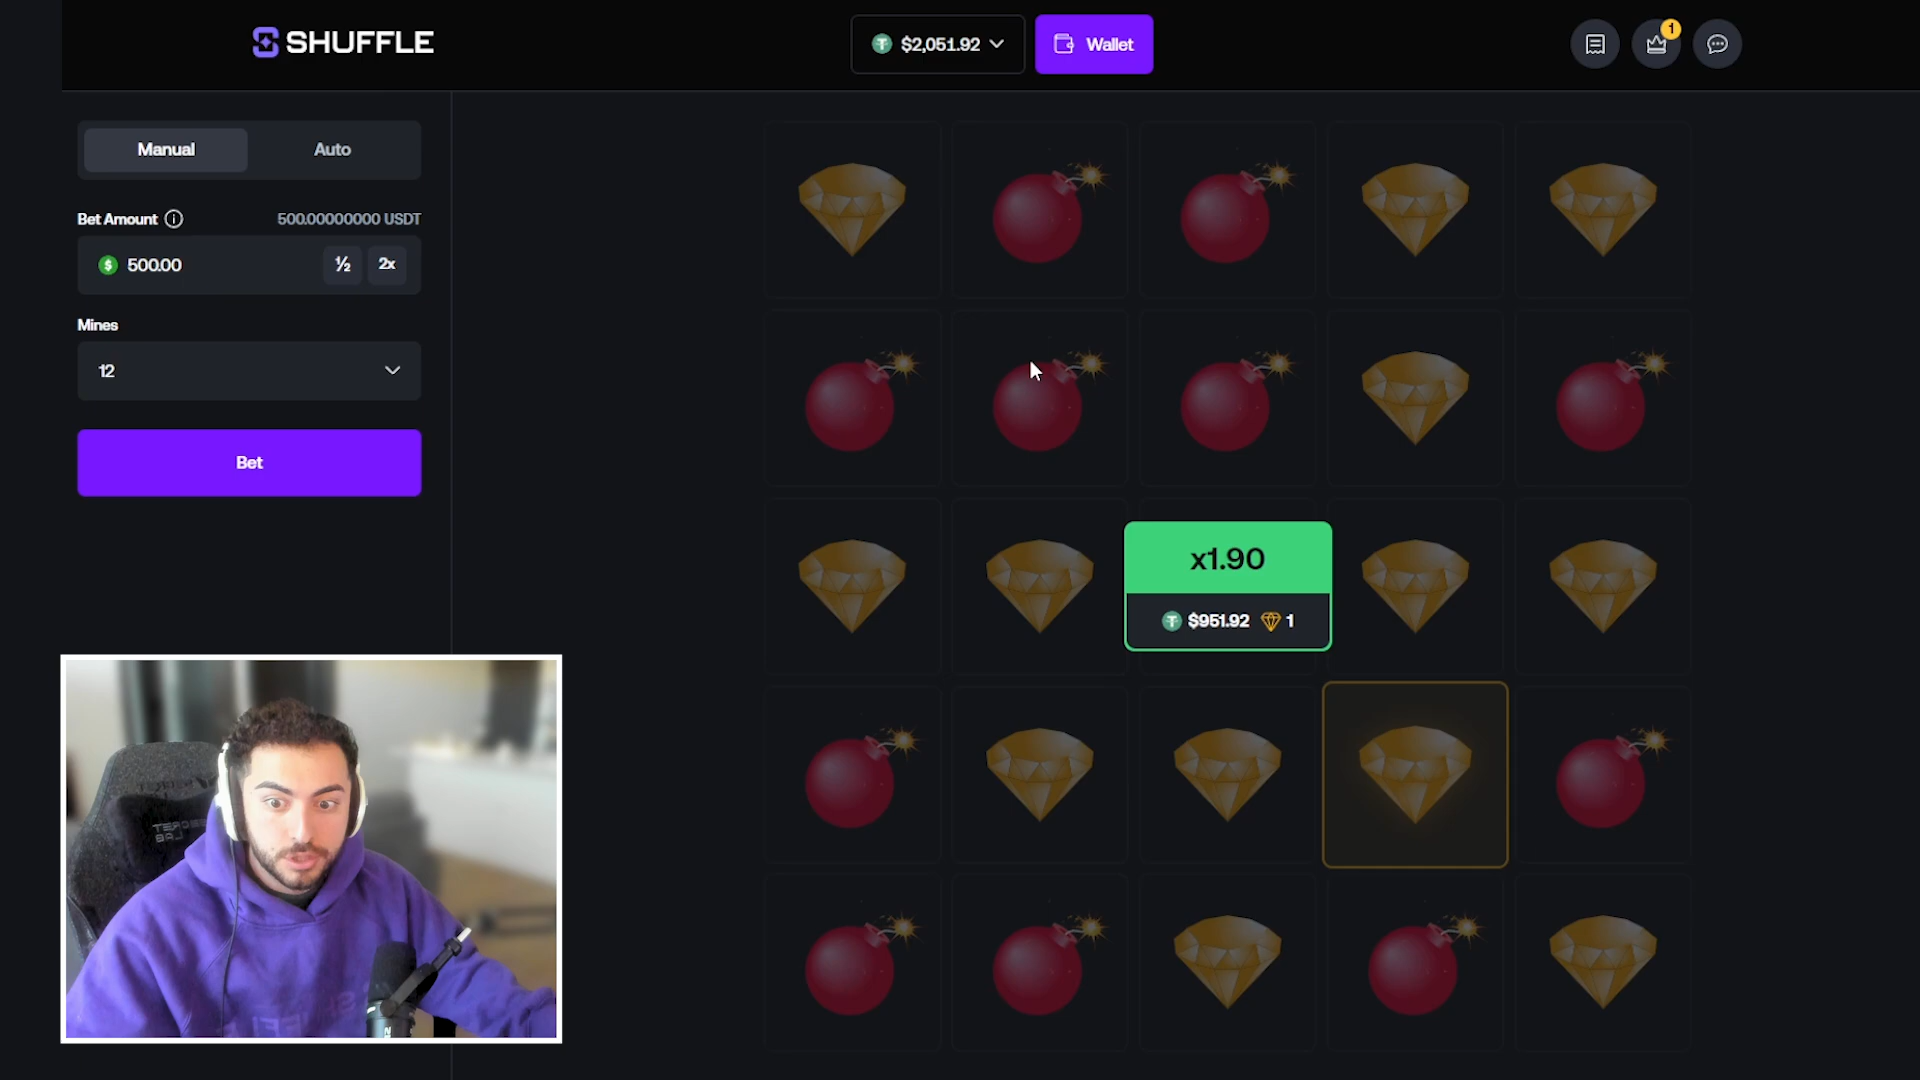 SHUFFLE
$2,051.92
Wallet
1
Manual
Auto
Bet Amount
500.00000000 USDT
500.00
½
2x
Mines
12
Bet
x1.90
$951.92
1